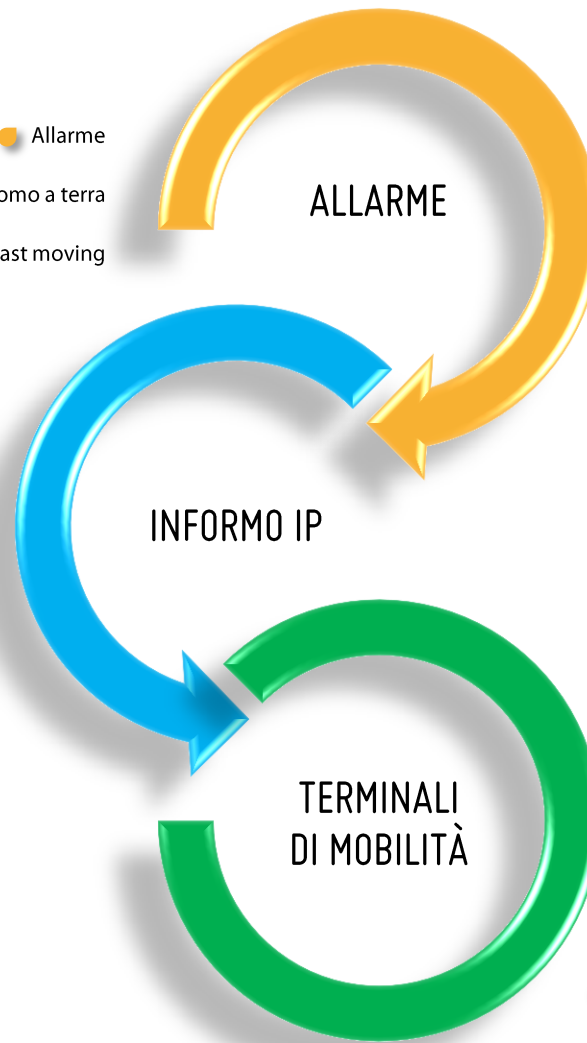 Allarme
omo a terra
ast moving
ALLARME
INFORMO IP
TERMINALI
DI MOBILITÀ